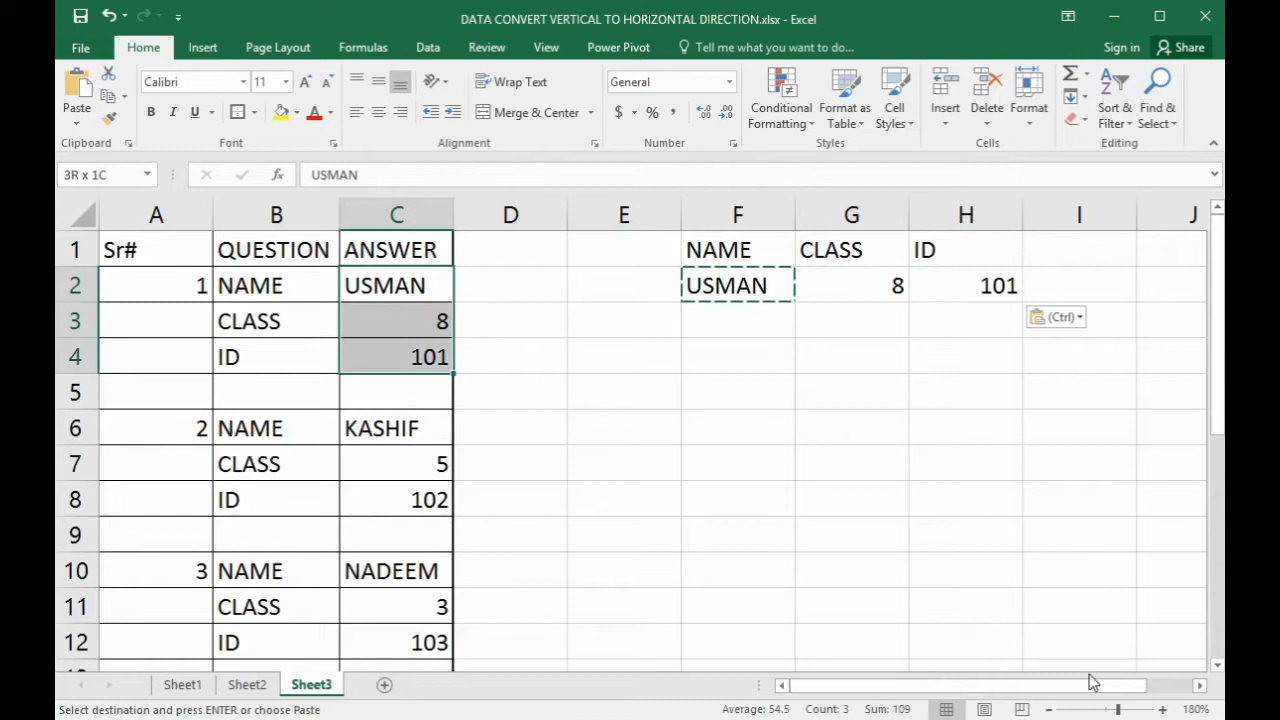 DATA CONVERT VERTICAL TO HORIZONTAL DIRECTION.xlsx - Excel
File Home Insert Page Layout Formulas Data Review View Power Pivot Tell me what you want to do... Sign in Share
Calibri 11 Wrap Text General
Paste B I U Merge & Center $ % , Conditional Formatting Format as Table Cell Styles Insert Delete Format Sort & Filter Find & Select
Clipboard Font Alignment Number Styles Cells Editing
3R x 1C fx USMAN
A B C D E F G H I J
1 Sr# QUESTION ANSWER NAME CLASS ID
2 1 NAME USMAN USMAN 8 101
3 CLASS 8 (Ctrl)
4 ID 101
5
6 2 NAME KASHIF
7 CLASS 5
8 ID 102
9
10 3 NAME NADEEM
11 CLASS 3
12 ID 103
Sheet1 Sheet2 Sheet3
Select destination and press ENTER or choose Paste Average: 54.5 Count: 3 Sum: 109 180%